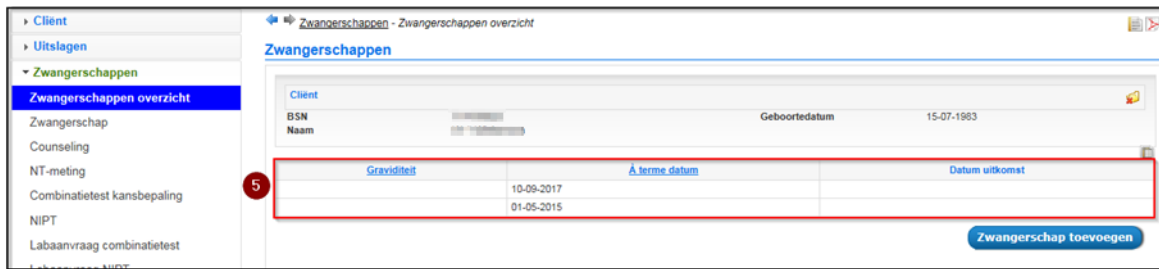 Cliënt
Uitslagen
Zwangerschappen
Zwangerschappen overzicht
Zwangerschap
Counseling
NT-meting
Combinatietest kansbepaling
NIPT
Labaanvraag combinatietest
Labaanvraag NIPT
Zwangerschappen - Zwangerschappen overzicht
Zwangerschappen
Cliënt
BSN Geboortedatum 15-07-1983
Naam
5
Graviditeit À terme datum Datum uitkomst
10-09-2017
01-05-2015
Zwangerschap toevoegen